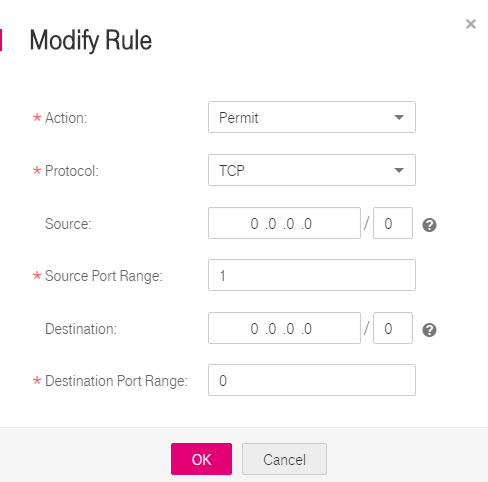 Modify Rule
×
* Action: Permit
* Protocol: TCP
Source: 0 .0 .0 .0 / 0 ?
* Source Port Range: 1
Destination: 0 .0 .0 .0 / 0 ?
* Destination Port Range: 0
OK Cancel